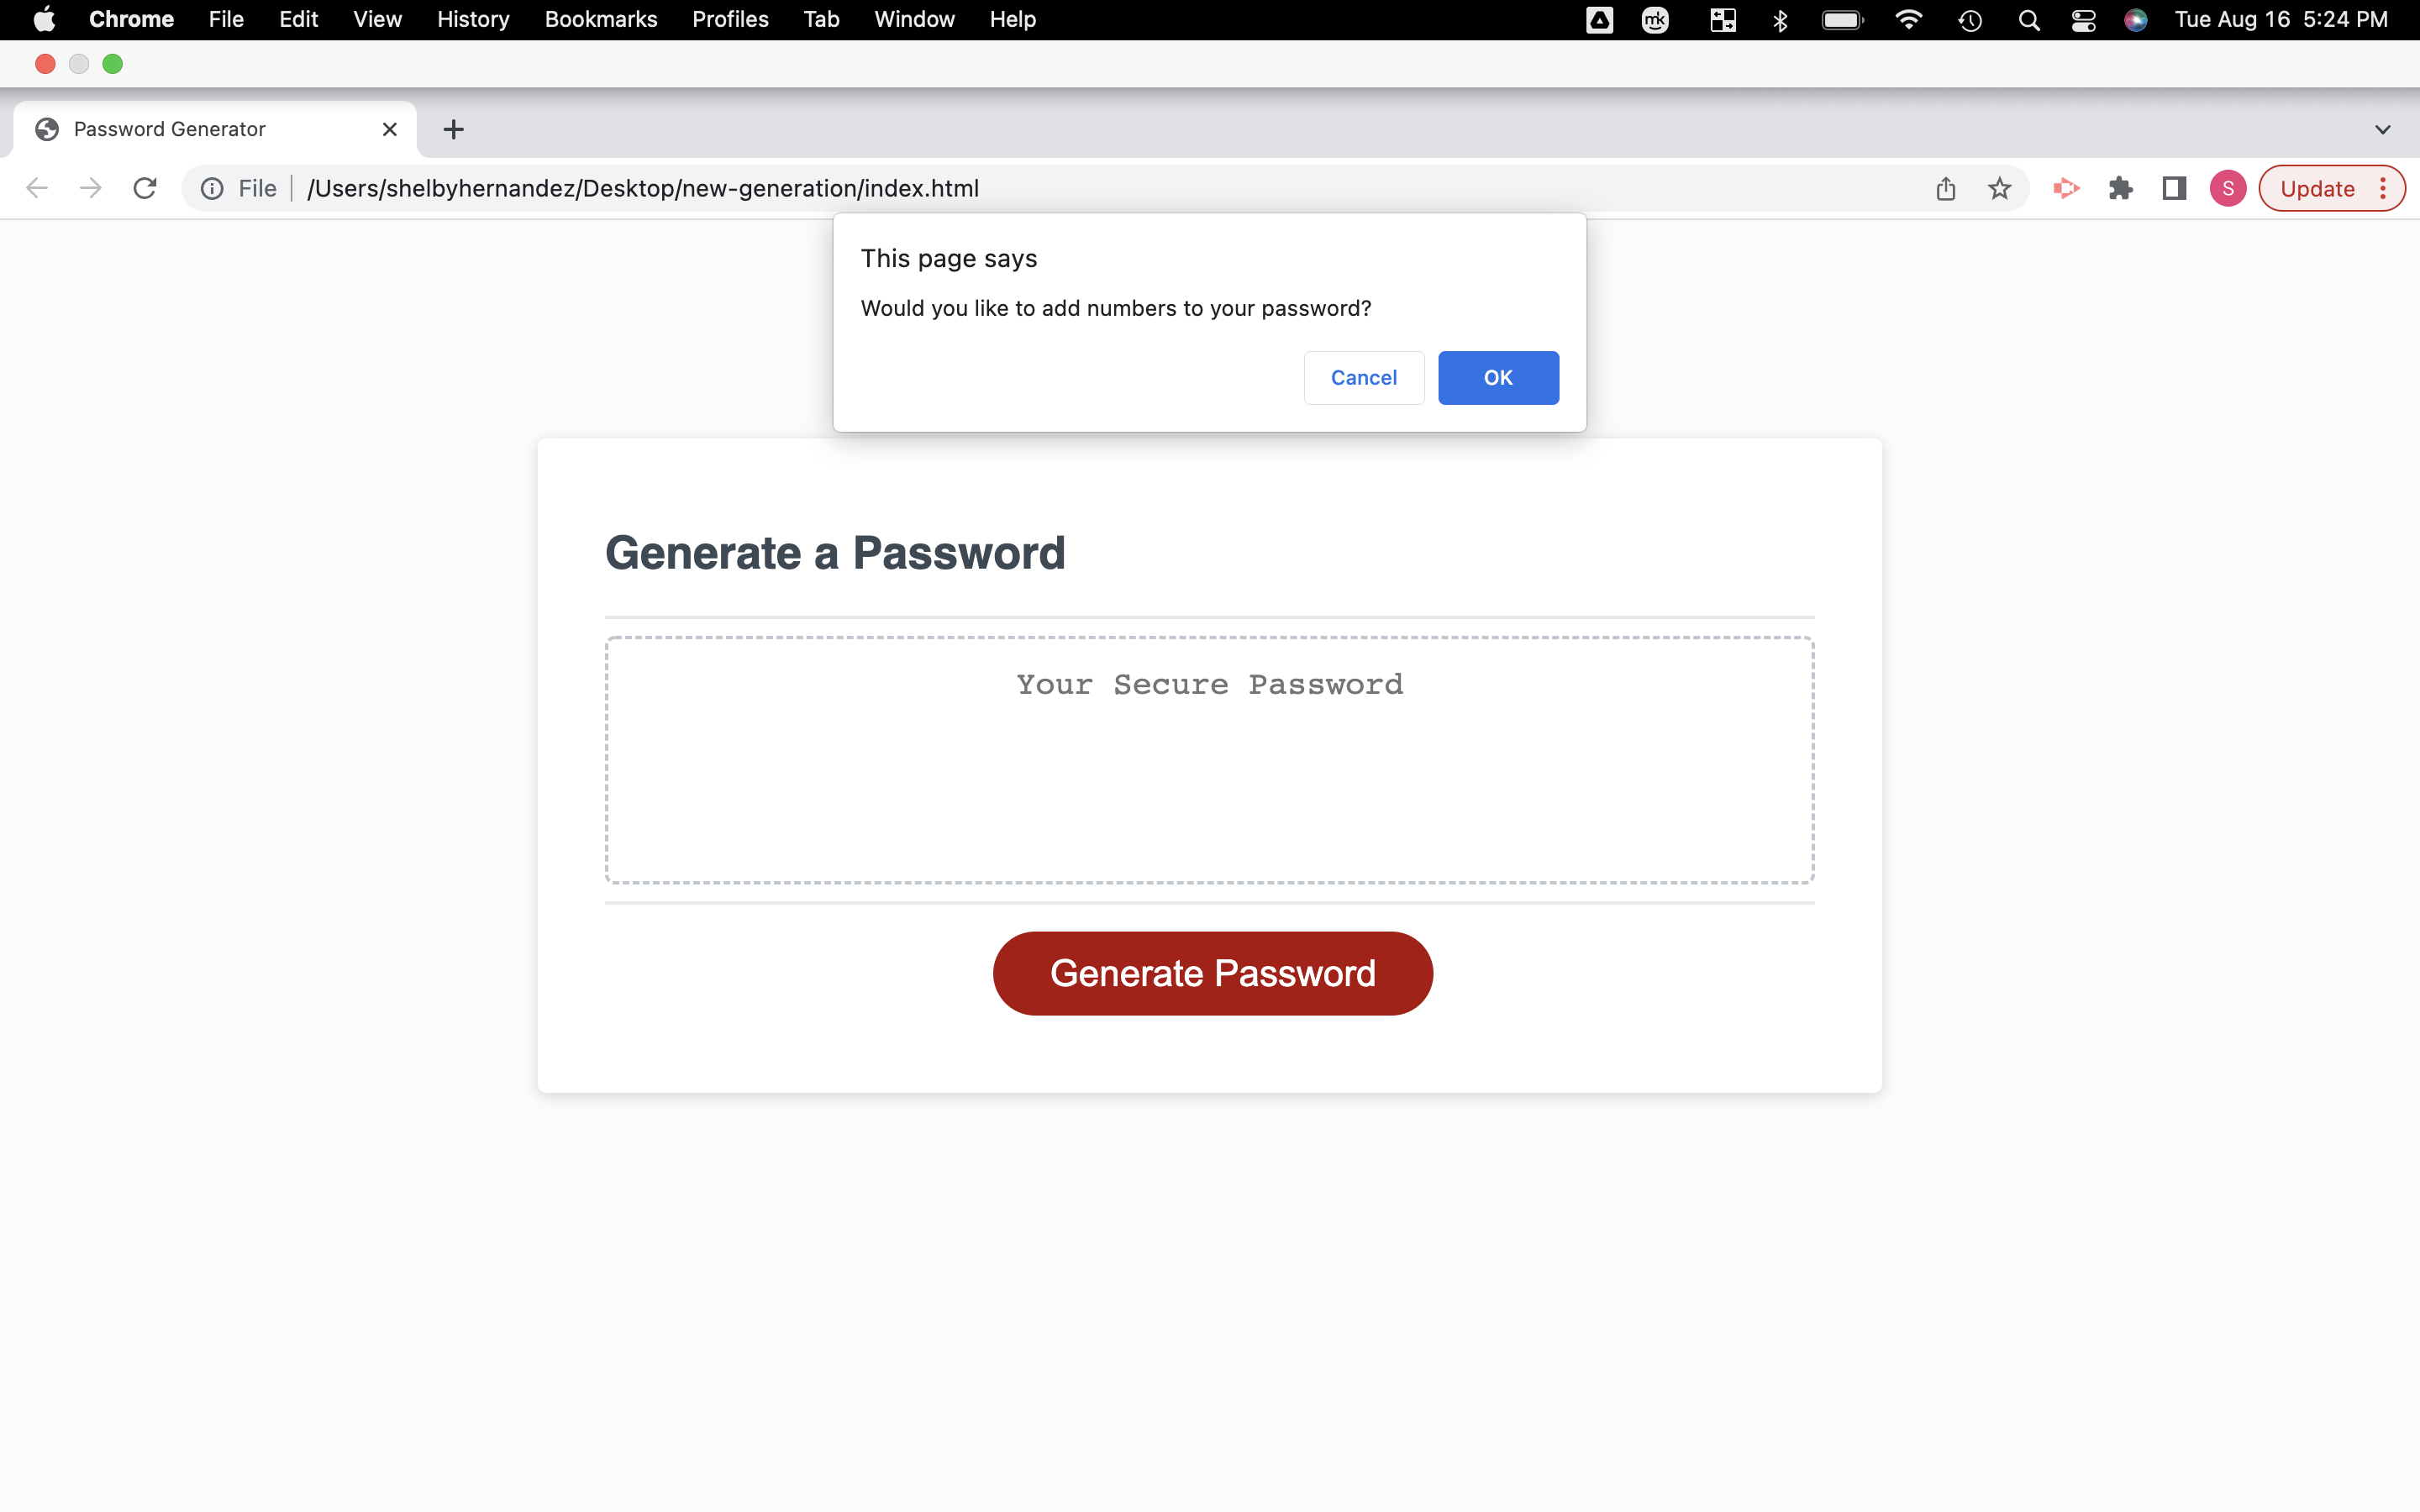 Chrome File Edit View History Bookmarks Profiles Tab Window Help mk Tue Aug 16 5:24 PM
Password Generator
File /Users/shelbyhernandez/Desktop/new-generation/index.html S Update
This page says
Would you like to add numbers to your password?
Cancel OK
Generate a Password
Your Secure Password
Generate Password